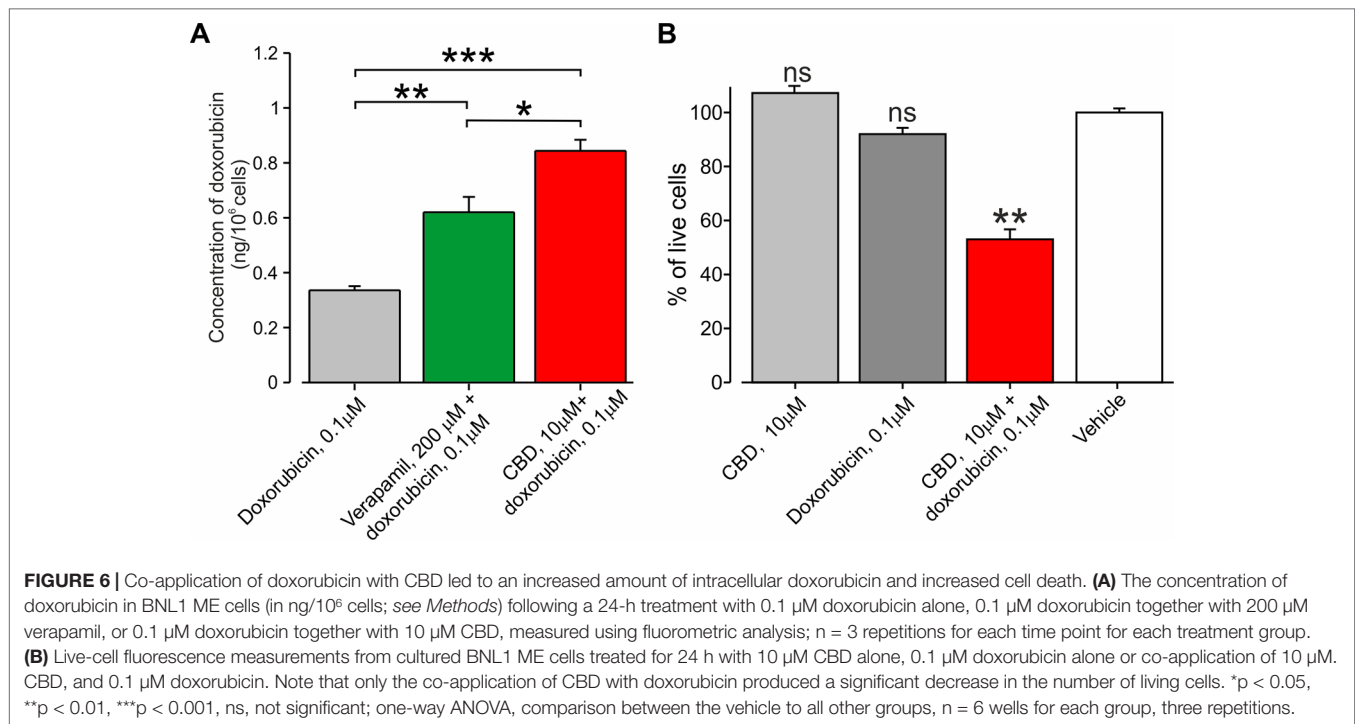 A
B
Concentration of doxorubicin
(ng/10⁶ cells)
1.2
1
0.8
0.6
0.4
0.2
0
***
**
*
Doxorubicin, 0.1μM
Verapamil, 200 μM +
doxorubicin, 0.1μM
CBD, 10μM+
doxorubicin, 0.1μM
% of live cells
100
80
60
40
20
0
ns
ns
**
CBD, 10μM
Doxorubicin, 0.1μM
CBD, 10μM +
doxorubicin, 0.1μM
Vehicle
FIGURE 6 | Co-application of doxorubicin with CBD led to an increased amount of intracellular doxorubicin and increased cell death. (A) The concentration of
doxorubicin in BNL1 ME cells (in ng/10⁶ cells; see Methods) following a 24-h treatment with 0.1 μM doxorubicin alone, 0.1 μM doxorubicin together with 200 μM
verapamil, or 0.1 μM doxorubicin together with 10 μM CBD, measured using fluorometric analysis; n = 3 repetitions for each time point for each treatment group.
(B) Live-cell fluorescence measurements from cultured BNL1 ME cells treated for 24 h with 10 μM CBD alone, 0.1 μM doxorubicin alone or co-application of 10 μM.
CBD, and 0.1 μM doxorubicin. Note that only the co-application of CBD with doxorubicin produced a significant decrease in the number of living cells. *p < 0.05,
**p < 0.01, ***p < 0.001, ns, not significant; one-way ANOVA, comparison between the vehicle to all other groups, n = 6 wells for each group, three repetitions.